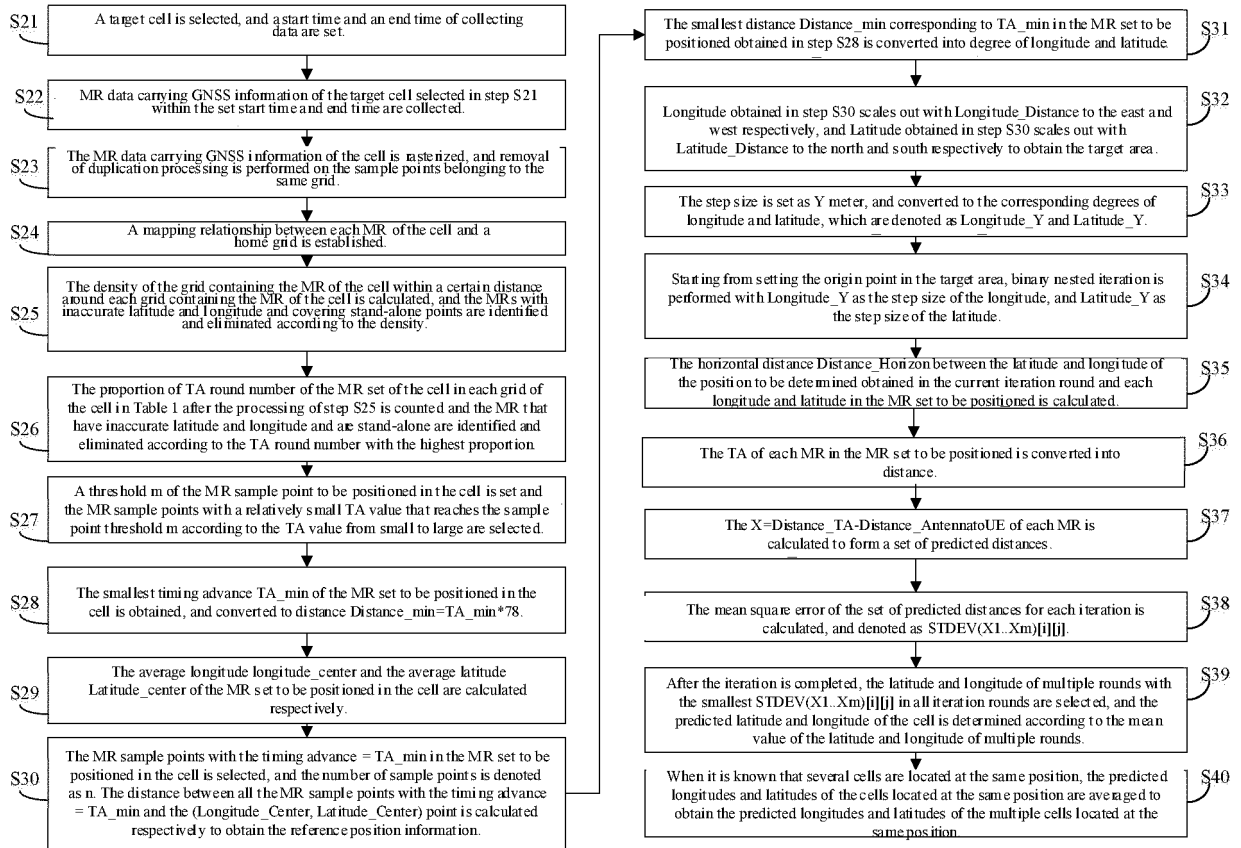 S21
A target cell is selected, and a start time and an end time of collecting
data are set.
S22
MR data carrying GNSS information of the target cell selected in step S21
within the set start time and end time are collected.
S23
The MR data carrying GNSS information of the cell is rasterized, and removal
of duplication processing is performed on the sample points belonging to the
same grid.
S24
A mapping relationship between each MR of the cell and a
home grid is established.
S25
The density of the grid containing the MR of the cell within a certain distance
around each grid containing the MR of the cell is calculated, and the MRs with
inaccurate latitude and longitude and covering stand-alone points are identified
and eliminated according to the density.
S26
The proportion of TA round number of the MR set of the cell in each grid of
the cell in Table 1 after the processing of step S25 is counted and the MR that
have inaccurate latitude and longitude and are stand-alone are identified and
eliminated according to the TA round number with the highest proportion.
S27
A threshold m of the MR sample point to be positioned in the cell is set and
the MR sample points with a relatively small TA value that reaches the sample
point threshold m according to the TA value from small to large are selected.
S28
The smallest timing advance TA_min of the MR set to be positioned in the
cell is obtained, and converted to distance Distance_min=TA_min*78.
S29
The average longitude longitude_center and the average latitude
Latitude_center of the MR set to be positioned in the cell are calculated
respectively.
S30
The MR sample points with the timing advance = TA_min in the MR set to be
positioned in the cell is selected, and the number of sample points is denoted
as n. The distance between all the MR sample points with the timing advance
= TA_min and the (Longitude_Center, Latitude_Center) point is calculated
respectively to obtain the reference position information.
S31
The smallest distance Distance_min corresponding to TA_min in the MR set to be
positioned obtained in step S28 is converted into degree of longitude and latitude.
S32
Longitude obtained in step S30 scales out with Longitude_Distance to the east and
west respectively, and Latitude obtained in step S30 scales out with
Latitude_Distance to the north and south respectively to obtain the target area.
S33
The step size is set as Y meter, and converted to the corresponding degrees of
longitude and latitude, which are denoted as Longitude_Y and Latitude_Y.
S34
Starting from setting the origin point in the target area, binary nested iteration is
performed with Longitude_Y as the step size of the longitude, and Latitude_Y as
the step size of the latitude.
S35
The horizontal distance Distance_Horizon between the latitude and longitude of
the position to be determined obtained in the current iteration round and each
longitude and latitude in the MR set to be positioned is calculated.
S36
The TA of each MR in the MR set to be positioned is converted into
distance.
S37
The X=Distance_TA-Distance_AntennatoUE of each MR is
calculated to form a set of predicted distances.
S38
The mean square error of the set of predicted distances for each iteration is
calculated, and denoted as STDEV(X1..Xm)[i][j].
S39
After the iteration is completed, the latitude and longitude of multiple rounds with
the smallest STDEV(X1..Xm)[i][j] in all iteration rounds are selected, and the
predicted latitude and longitude of the cell is determined according to the mean
value of the latitude and longitude of multiple rounds.
S40
When it is known that several cells are located at the same position, the predicted
longitudes and latitudes of the cells located at the same position are averaged to
obtain the predicted longitudes and latitudes of the multiple cells located at the
same position.